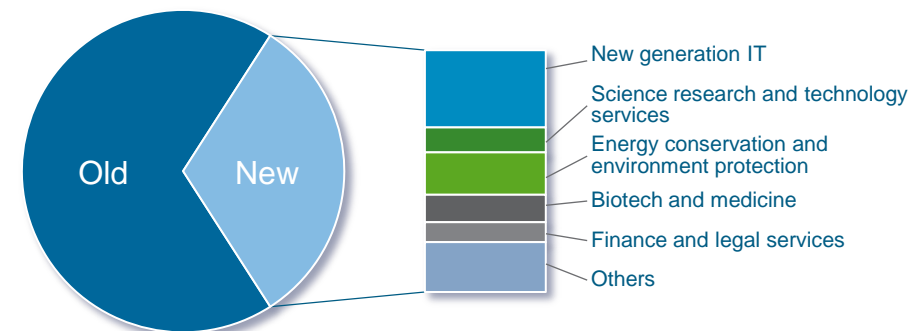 Old
New
New generation IT
Science research and technology
services
Energy conservation and
environment protection
Biotech and medicine
Finance and legal services
Others